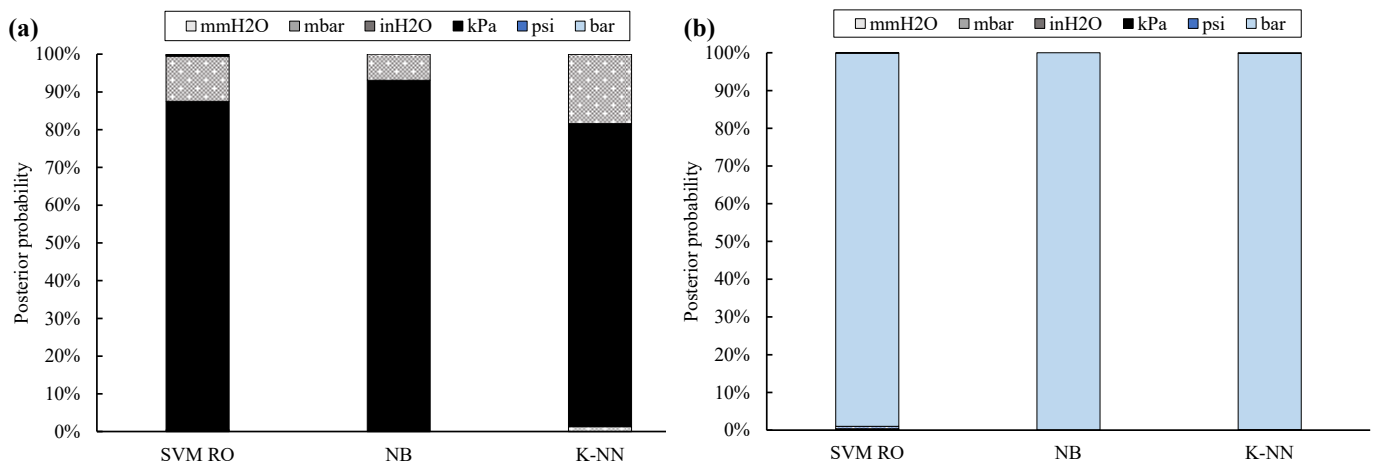 (a)
mmH2O mbar inH2O kPa psi bar
Posterior probability
100%
90%
80%
70%
60%
50%
40%
30%
20%
10%
0%
SVM RO NB K-NN
(b)
mmH2O mbar inH2O kPa psi bar
Posterior probability
100%
90%
80%
70%
60%
50%
40%
30%
20%
10%
0%
SVM RO NB K-NN